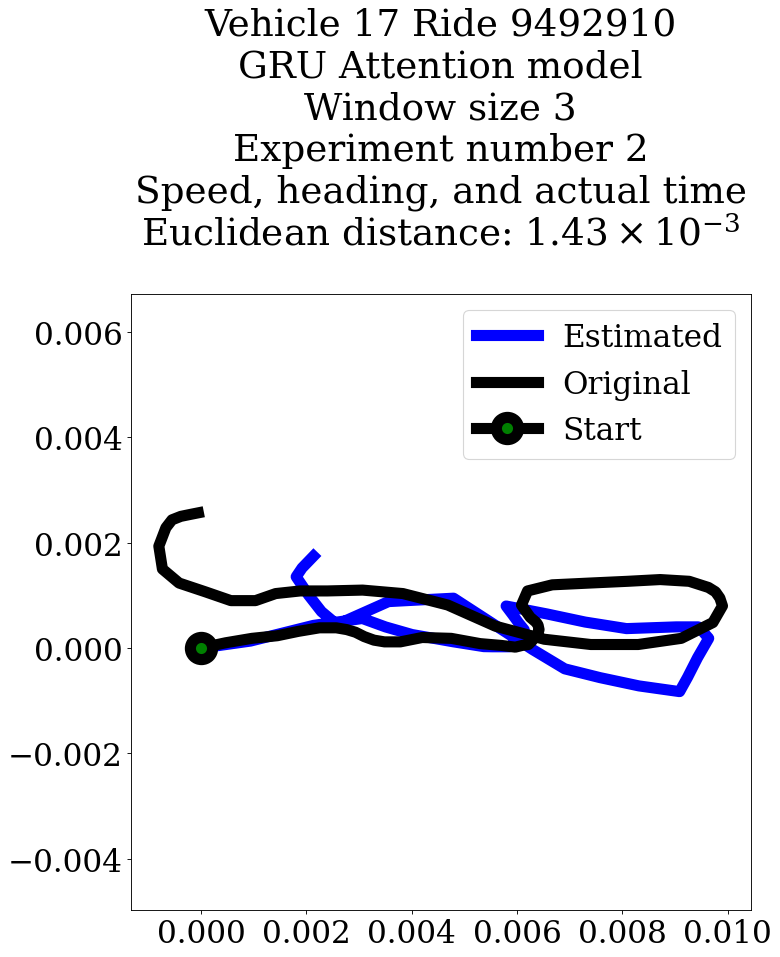 Vehicle 17 Ride 9492910
GRU Attention model
Window size 3
Experiment number 2
Speed, heading, and actual time
Euclidean distance: 1.43 × 10⁻³
Estimated
Original
Start
0.006
0.004
0.002
0.000
−0.002
−0.004
0.000 0.002 0.004 0.006 0.008 0.010